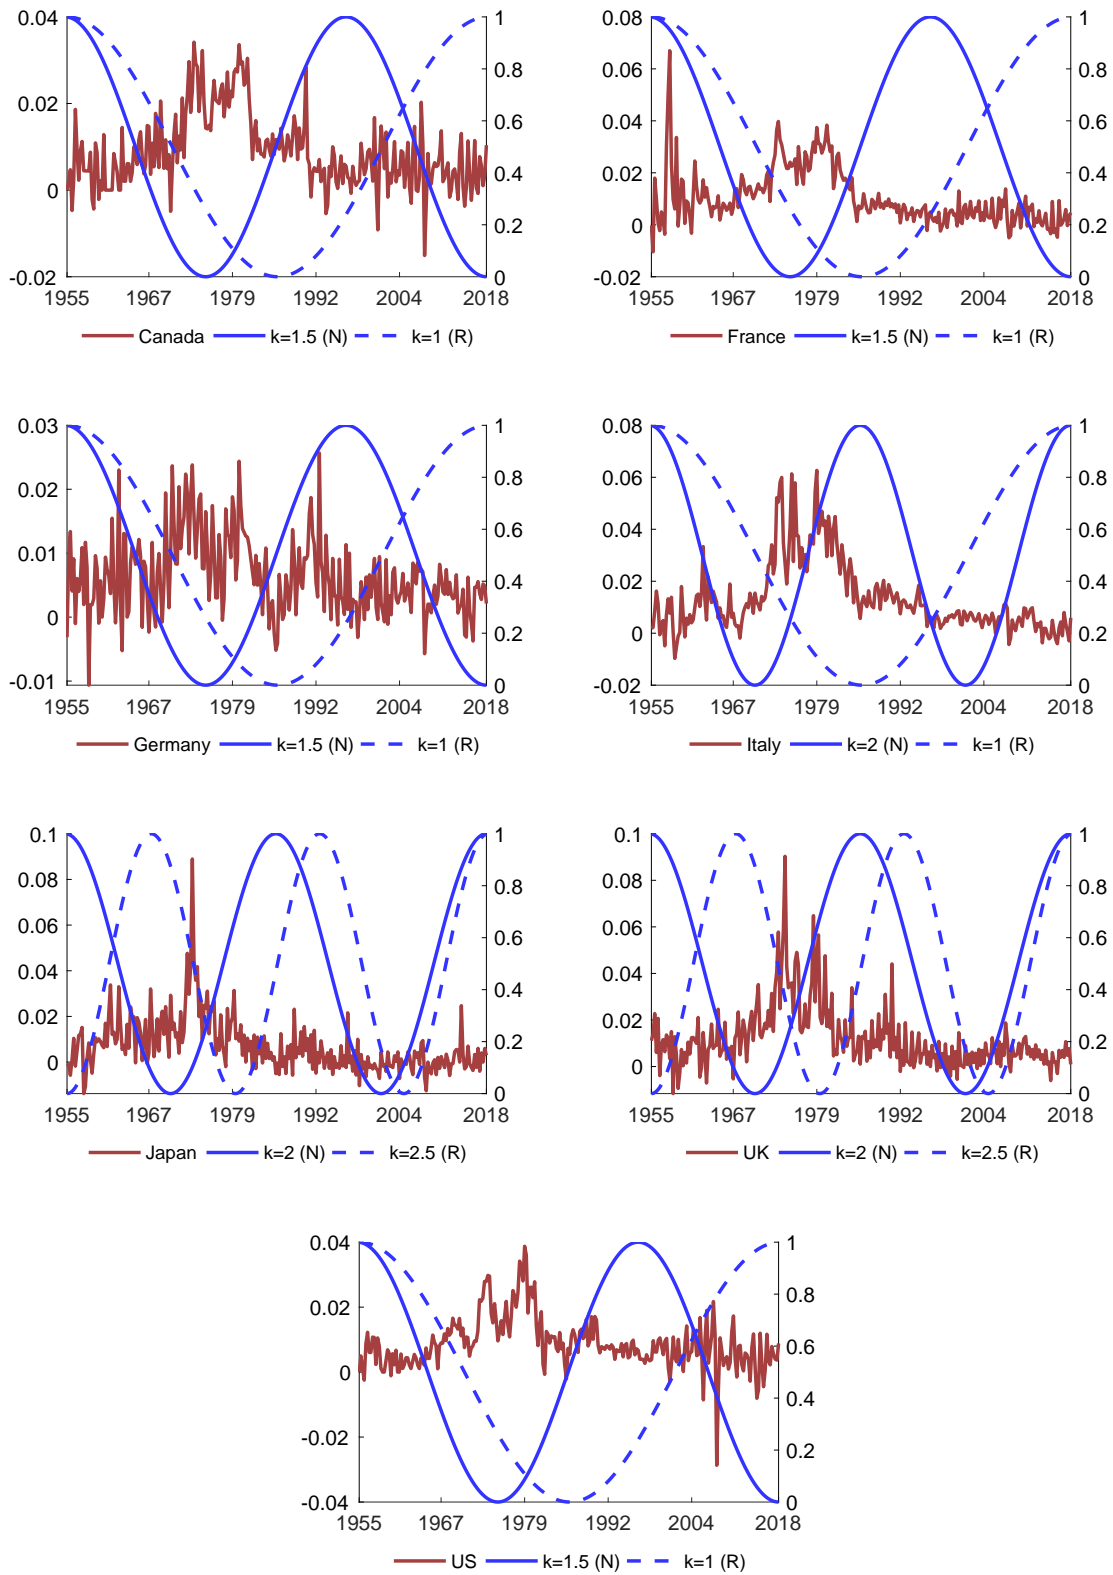 0.04 1 0.08 1
0.8 0.06 0.8
0.02 0.6 0.04 0.6
0.4 0.02 0.4
0 0.2 0 0.2
-0.02 0 -0.02 0
1955 1967 1979 1992 2004 2018 1955 1967 1979 1992 2004 2018
Canada k=1.5 (N) k=1 (R) France k=1.5 (N) k=1 (R)
0.03 1 0.08 1
0.02 0.8 0.06 0.8
0.6 0.04 0.6
0.01 0.4 0.02 0.4
0 0.2 0 0.2
-0.01 0 -0.02 0
1955 1967 1979 1992 2004 2018 1955 1967 1979 1992 2004 2018
Germany k=1.5 (N) k=1 (R) Italy k=2 (N) k=1 (R)
0.1 1 0.1 1
0.08 0.8 0.08 0.8
0.06 0.6 0.06 0.6
0.04 0.4 0.04 0.4
0.02 0.2 0.02 0.2
0 0 0 0
1955 1967 1979 1992 2004 2018 1955 1967 1979 1992 2004 2018
Japan k=2 (N) k=2.5 (R) UK k=2 (N) k=2.5 (R)
0.04 1
0.02 0.8
0 0.6
0.4
-0.02 0.2
-0.04 0
1955 1967 1979 1992 2004 2018
US k=1.5 (N) k=1 (R)